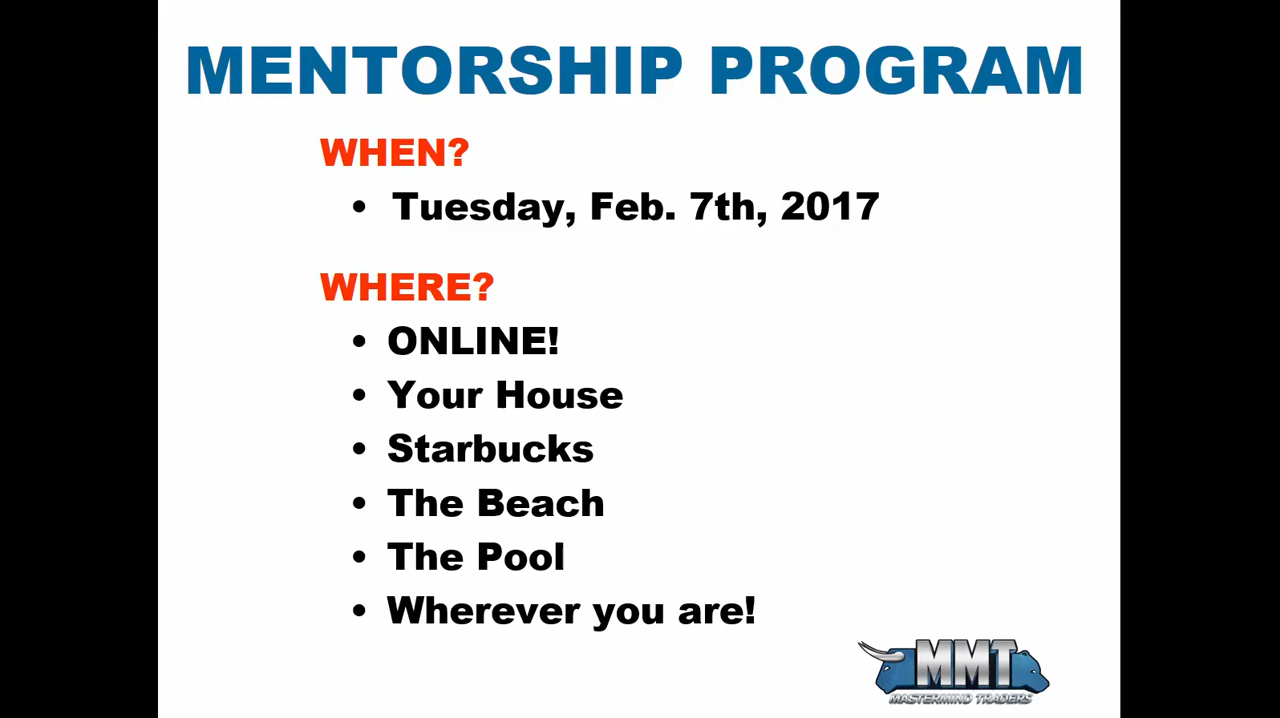 MENTORSHIP PROGRAM
WHEN?
• Tuesday, Feb. 7th, 2017
WHERE?
• ONLINE!
• Your House
• Starbucks
• The Beach
• The Pool
• Wherever you are!
MMT
MASTERMIND TRADERS